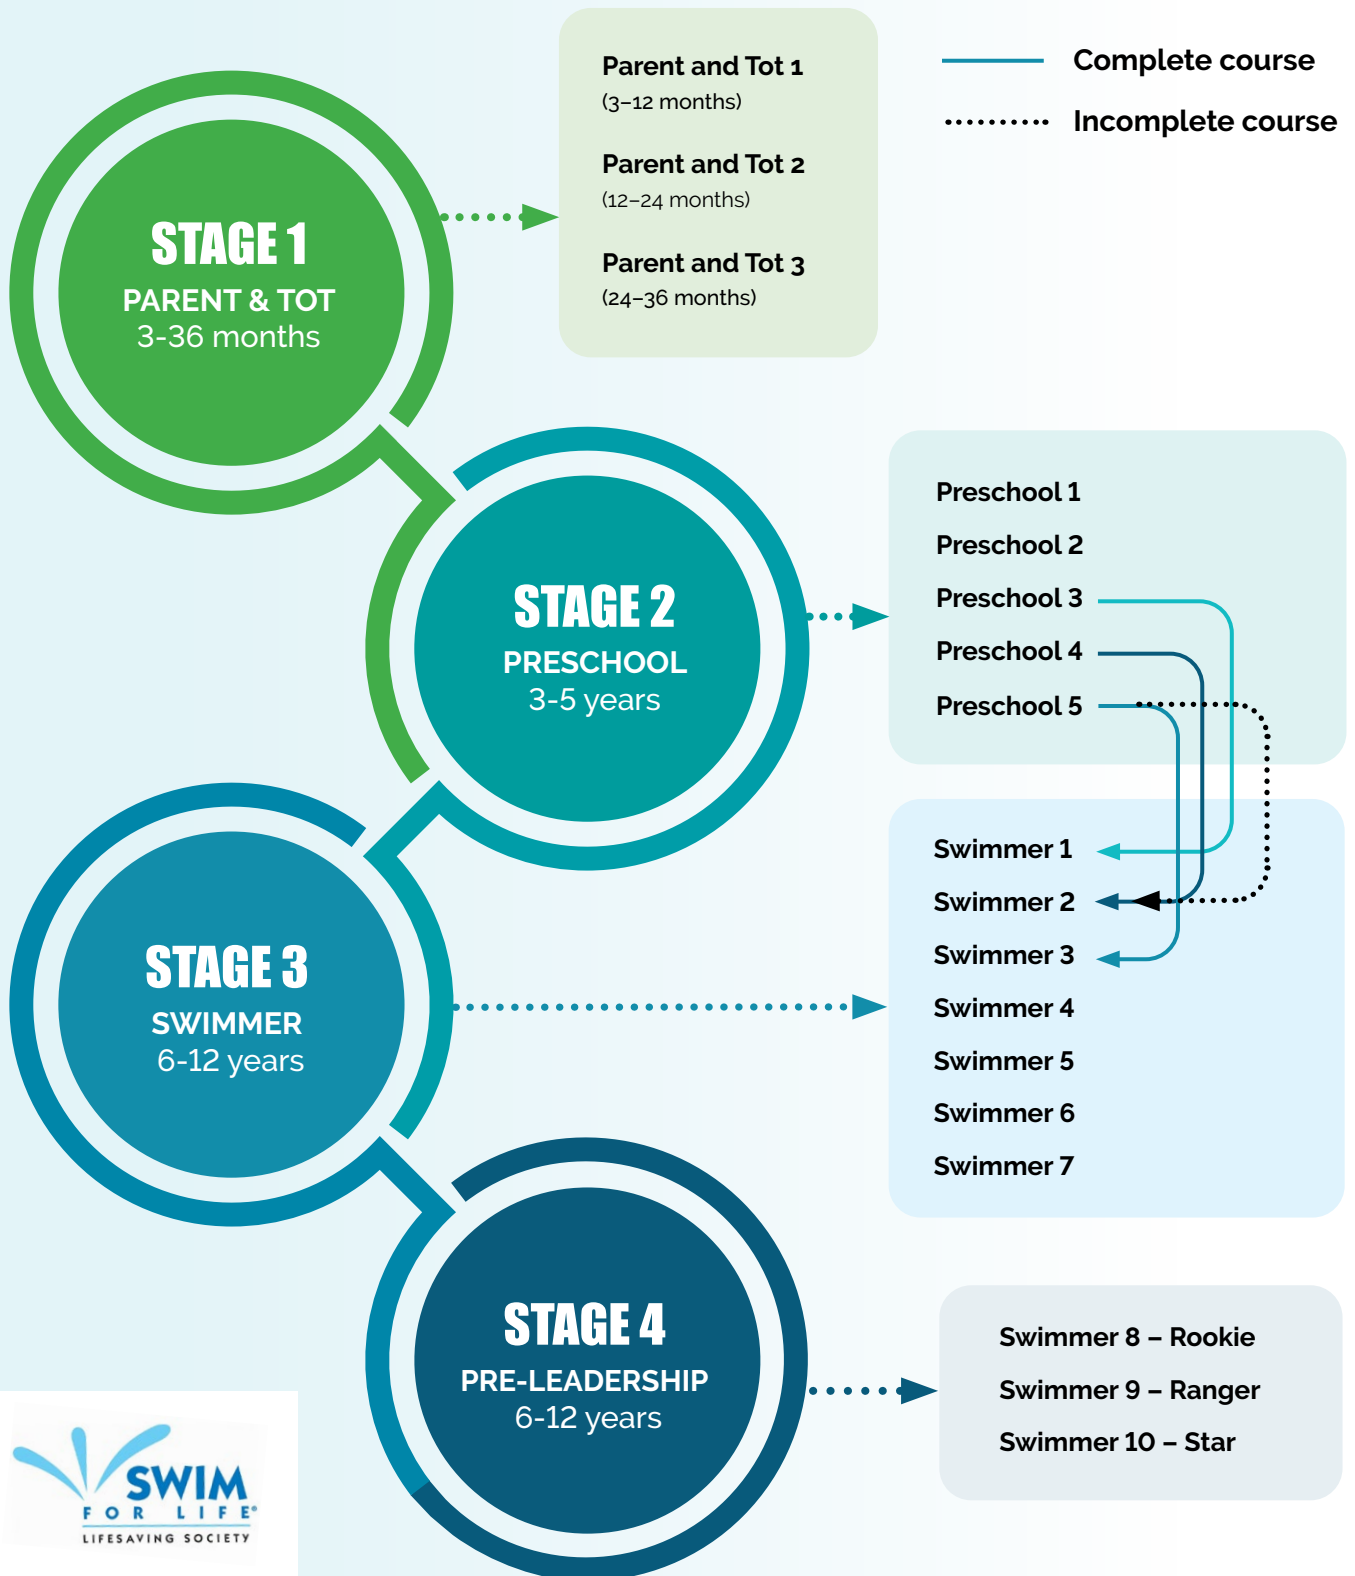 Parent and Tot 1
(3–12 months)
Parent and Tot 2
(12–24 months)
Parent and Tot 3
(24–36 months)
Complete course
Incomplete course
STAGE 1
PARENT & TOT
3-36 months
STAGE 2
PRESCHOOL
3-5 years
Preschool 1
Preschool 2
Preschool 3
Preschool 4
Preschool 5
STAGE 3
SWIMMER
6-12 years
Swimmer 1
Swimmer 2
Swimmer 3
Swimmer 4
Swimmer 5
Swimmer 6
Swimmer 7
STAGE 4
PRE-LEADERSHIP
6-12 years
Swimmer 8 – Rookie
Swimmer 9 – Ranger
Swimmer 10 – Star
SWIM
FOR LIFE®
LIFESAVING SOCIETY